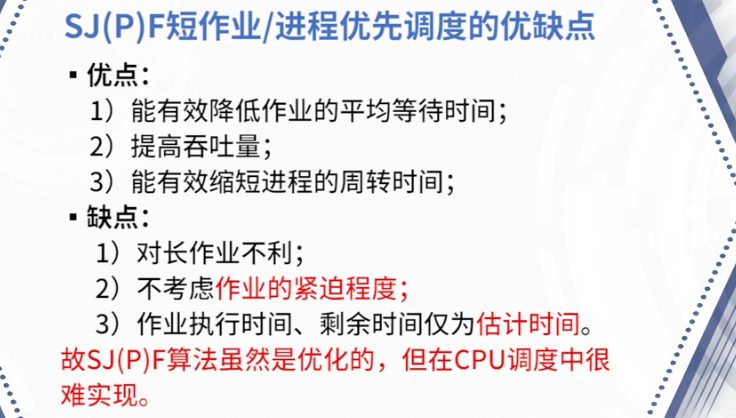 SJ(P)F短作业/进程优先调度的优缺点
▪ 优点：
1）能有效降低作业的平均等待时间；
2）提高吞吐量；
3）能有效缩短进程的周转时间；
▪ 缺点：
1）对长作业不利；
2）不考虑作业的紧迫程度；
3）作业执行时间、剩余时间仅为估计时间。
故SJ(P)F算法虽然是优化的，但在CPU调度中很
难实现。